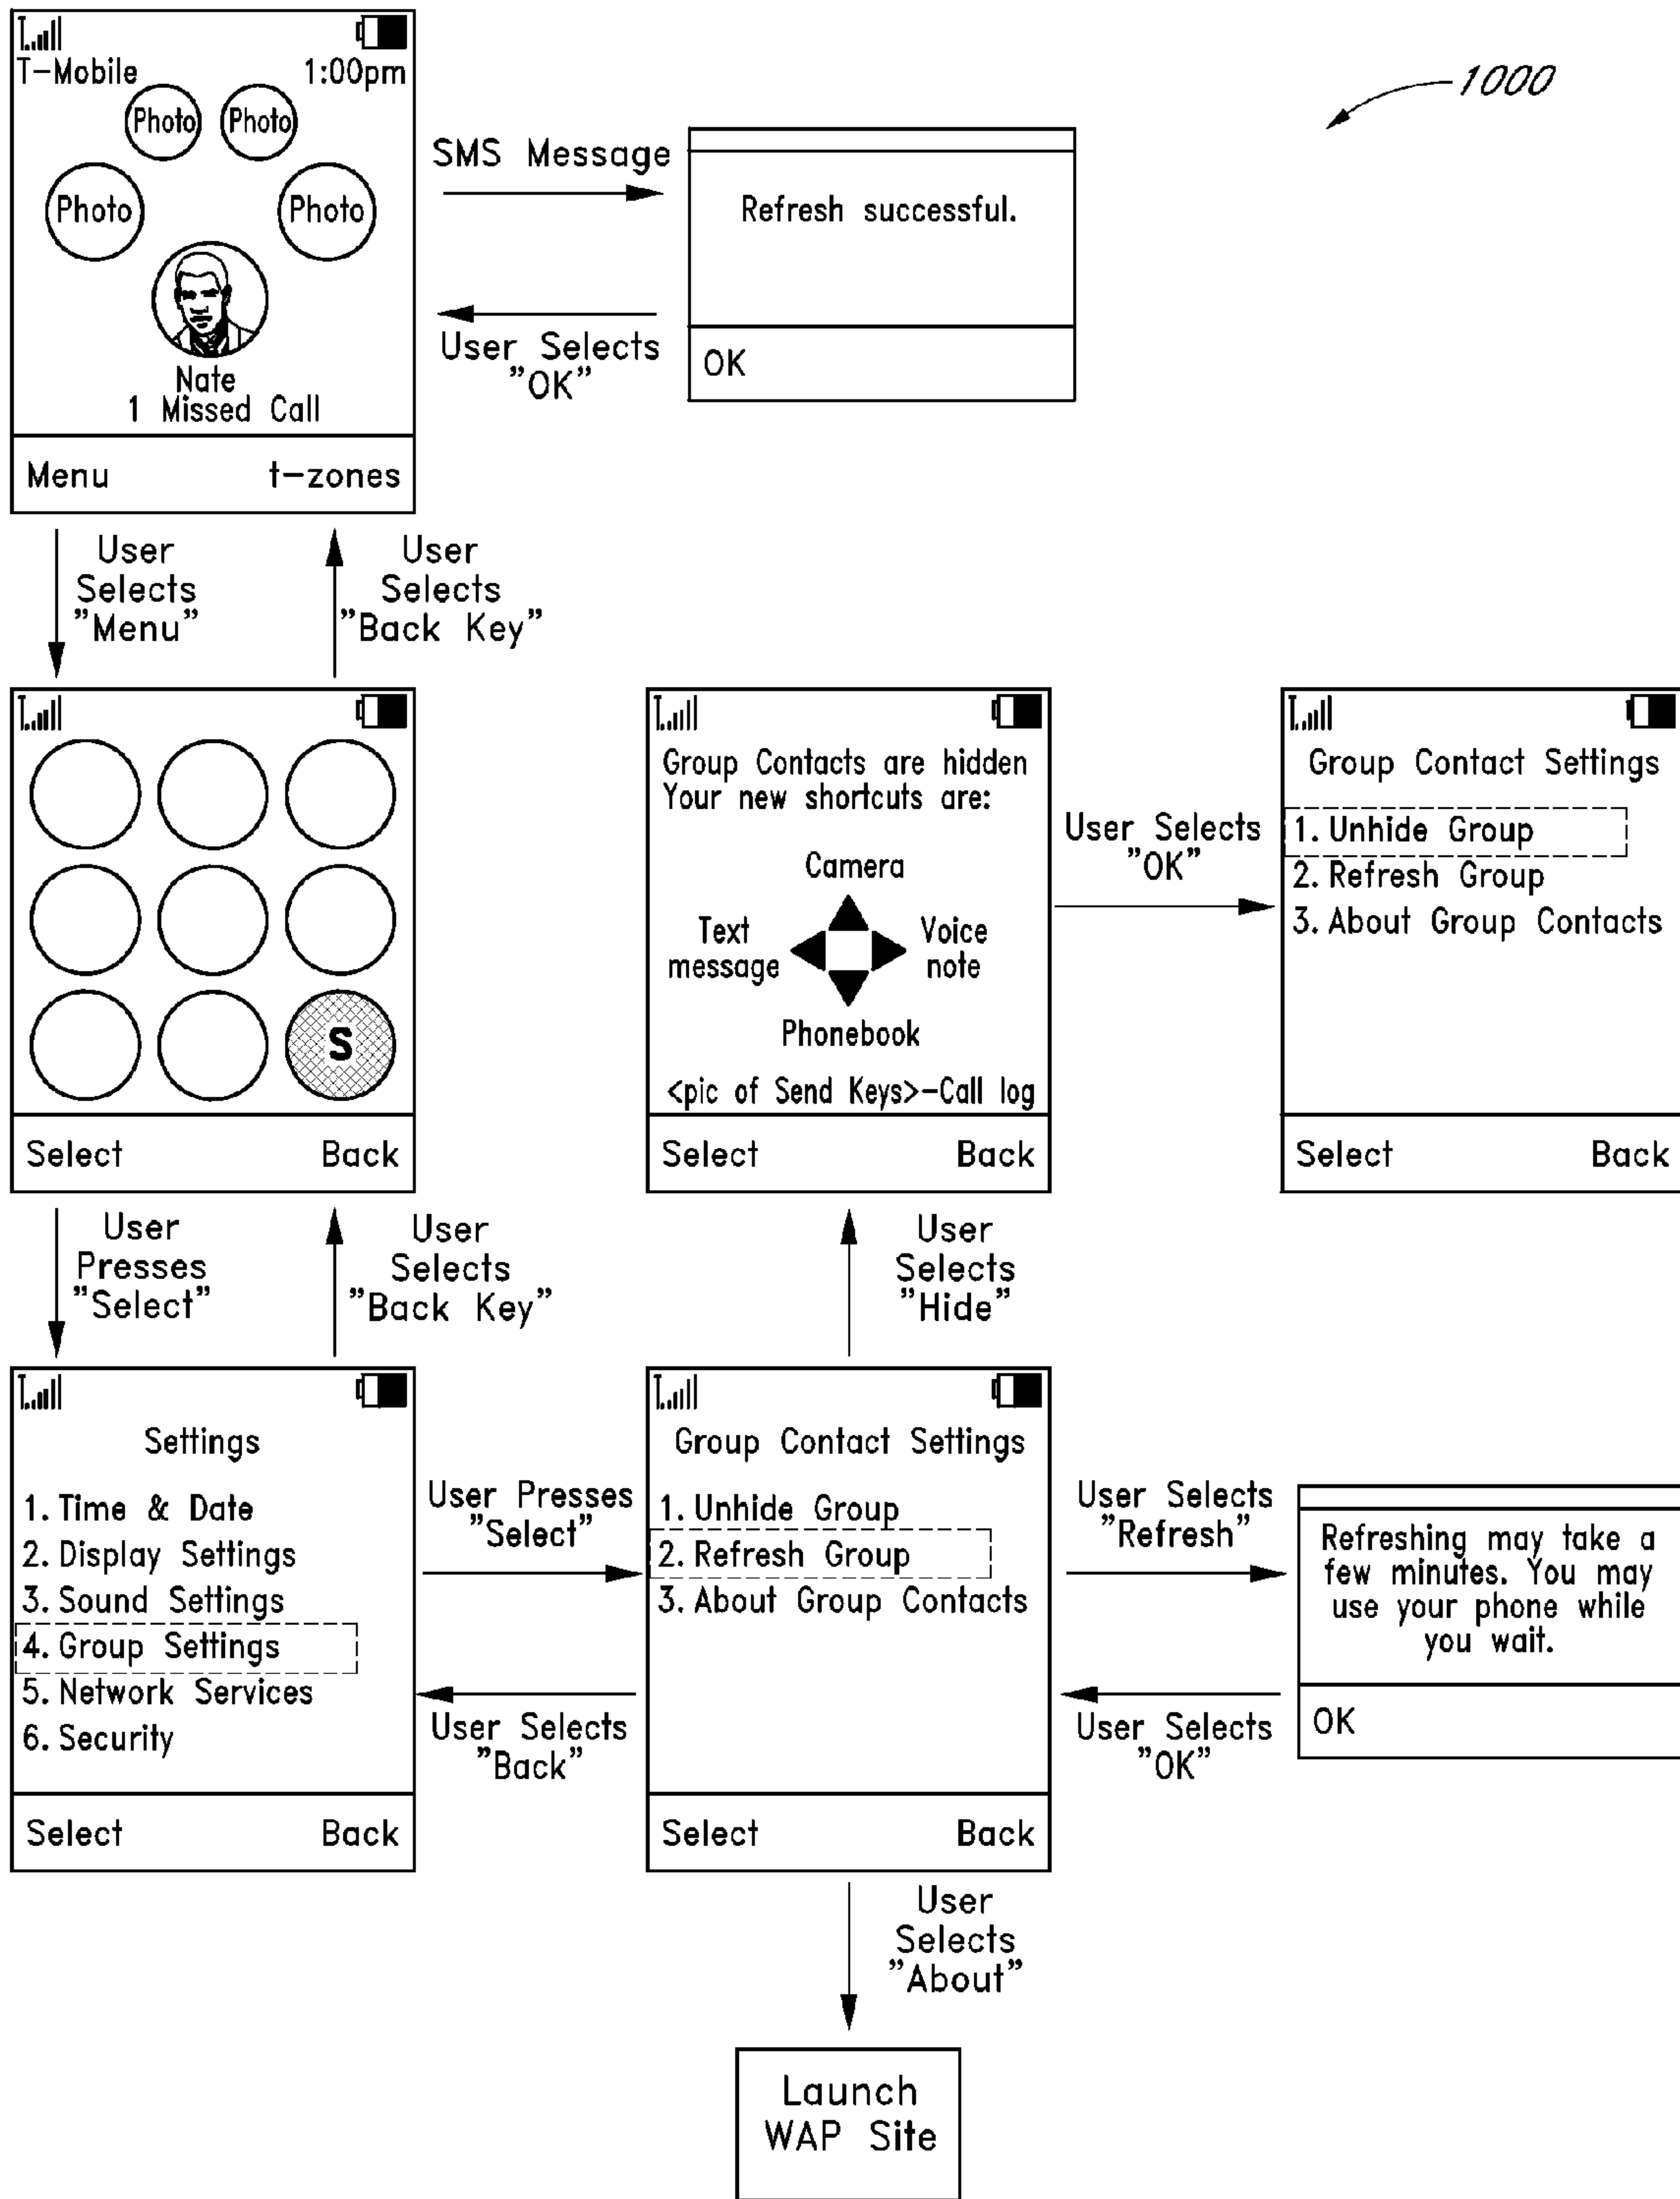 T-Mobile 1:00pm
Photo Photo
Photo Photo
Nate
1 Missed Call
Menu t-zones
SMS Message
User Selects
"OK"
Refresh successful.
OK
1000
User
Selects
"Menu"
User
Selects
"Back Key"
S
Select Back
Group Contacts are hidden
Your new shortcuts are:
Camera
Text
message
Voice
note
Phonebook
<pic of Send Keys>-Call log
Select Back
User Selects
"OK"
Group Contact Settings
1. Unhide Group
2. Refresh Group
3. About Group Contacts
Select Back
User
Presses
"Select"
User
Selects
"Back Key"
User
Selects
"Hide"
Settings
1. Time & Date
2. Display Settings
3. Sound Settings
4. Group Settings
5. Network Services
6. Security
Select Back
User Presses
"Select"
User Selects
"Back"
Group Contact Settings
1. Unhide Group
2. Refresh Group
3. About Group Contacts
Select Back
User Selects
"Refresh"
User Selects
"OK"
Refreshing may take a
few minutes. You may
use your phone while
you wait.
OK
User
Selects
"About"
Launch
WAP Site